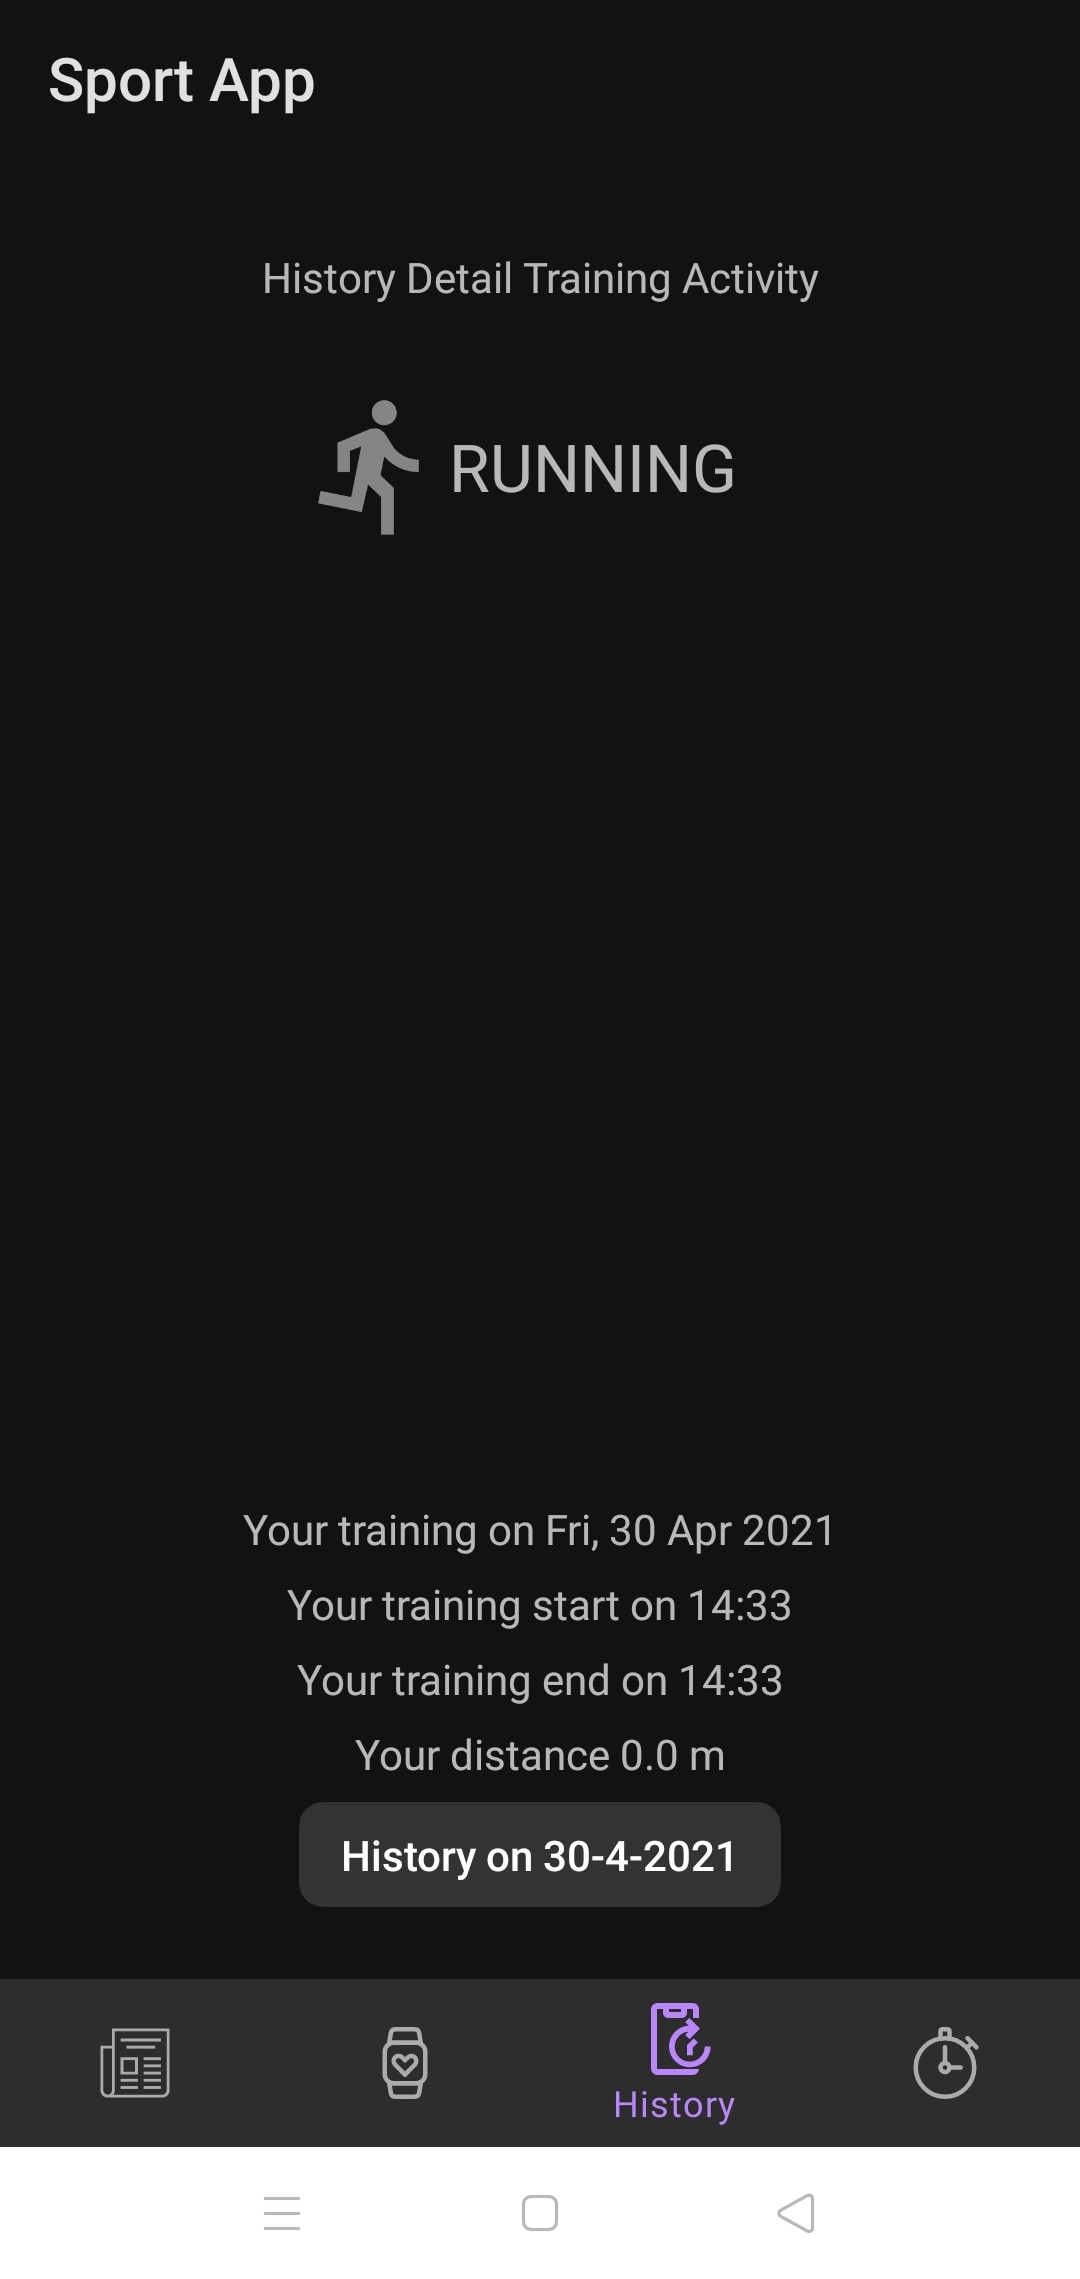 Sport App
History Detail Training Activity
RUNNING
Your training on Fri, 30 Apr 2021
Your training start on 14:33
Your training end on 14:33
Your distance 0.0 m
History on 30-4-2021
History